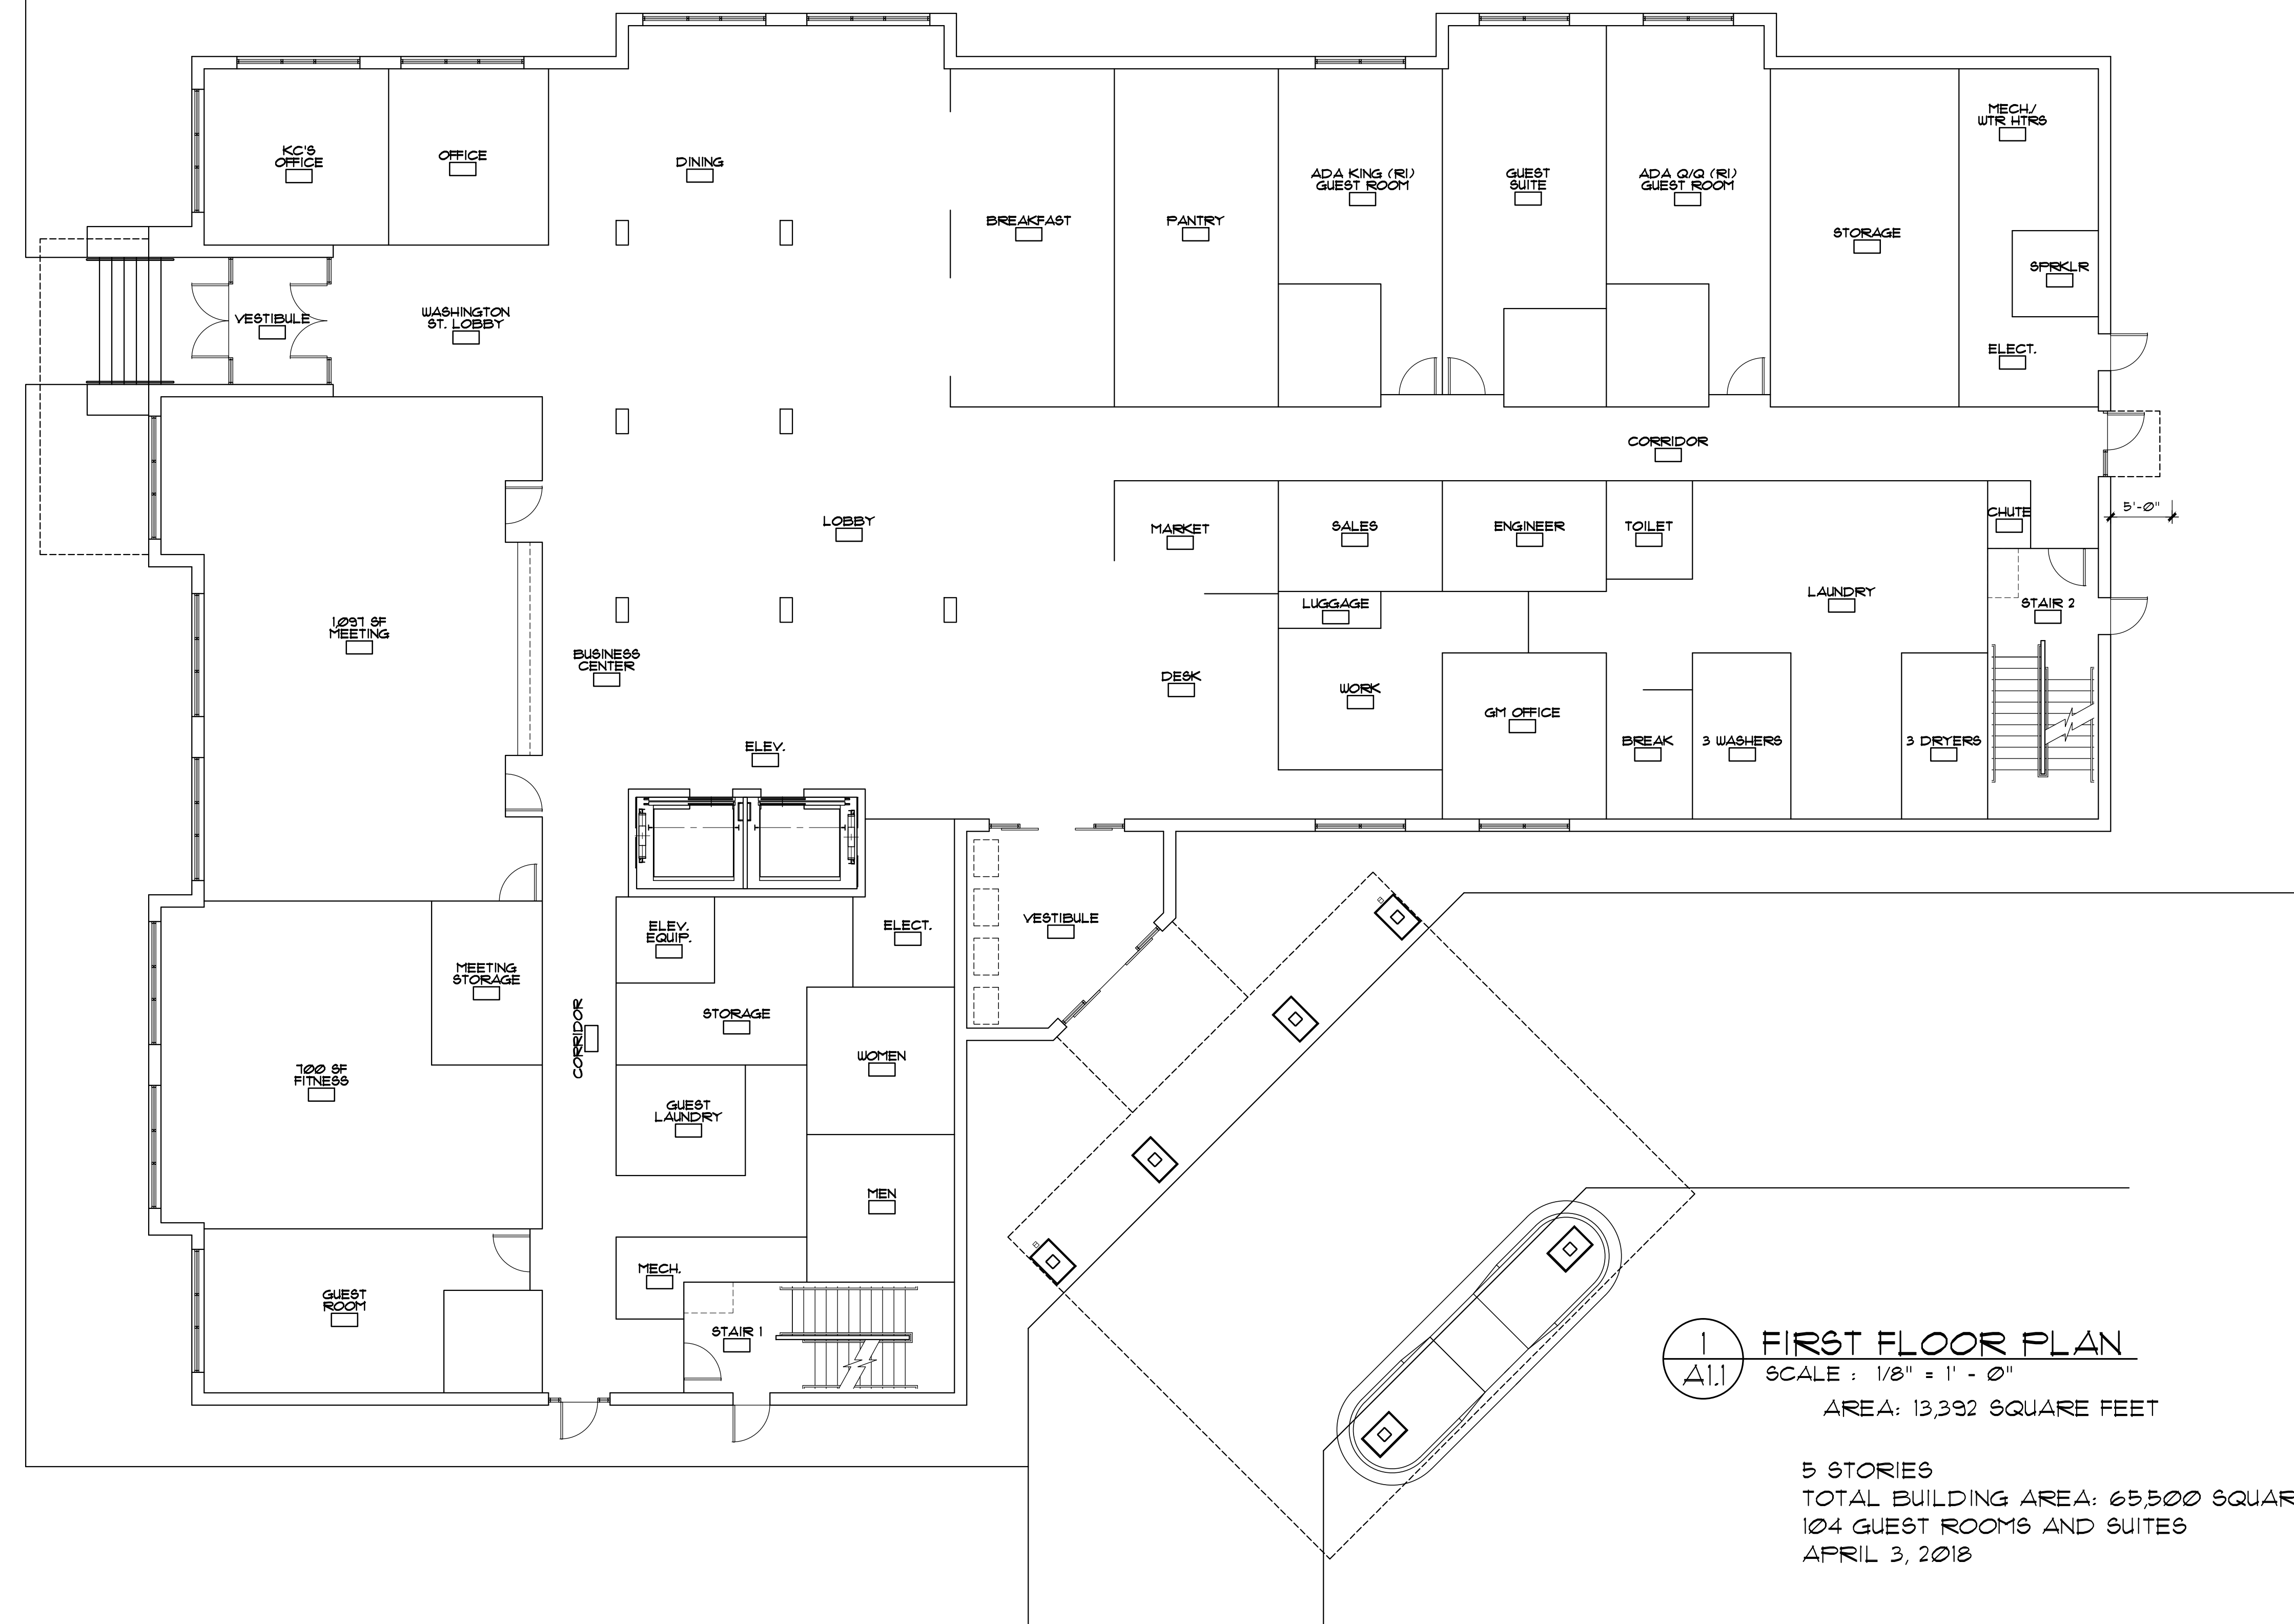 KC'S
OFFICE
OFFICE
DINING
BREAKFAST
PANTRY
ADA KING (RI)
GUEST ROOM
GUEST
SUITE
ADA Q/Q (RI)
GUEST ROOM
STORAGE
MECH./
WTR HTRS
SPRKLR
ELECT.
VESTIBULE
WASHINGTON
ST. LOBBY
CORRIDOR
LOBBY
MARKET
SALES
ENGINEER
TOILET
CHUTE
5'-0"
LAUNDRY
LUGGAGE
STAIR 2
1,097 SF
MEETING
BUSINESS
CENTER
DESK
WORK
GM OFFICE
BREAK
3 WASHERS
3 DRYERS
ELEV.
ELEV.
EQUIP.
ELECT.
VESTIBULE
MEETING
STORAGE
CORRIDOR
STORAGE
WOMEN
700 SF
FITNESS
GUEST
LAUNDRY
MEN
MECH.
GUEST
ROOM
STAIR 1
1
A1.1
FIRST FLOOR PLAN
SCALE : 1/8" = 1' - 0"
AREA: 13,392 SQUARE FEET
5 STORIES
TOTAL BUILDING AREA: 65,500 SQUAR
104 GUEST ROOMS AND SUITES
APRIL 3, 2018